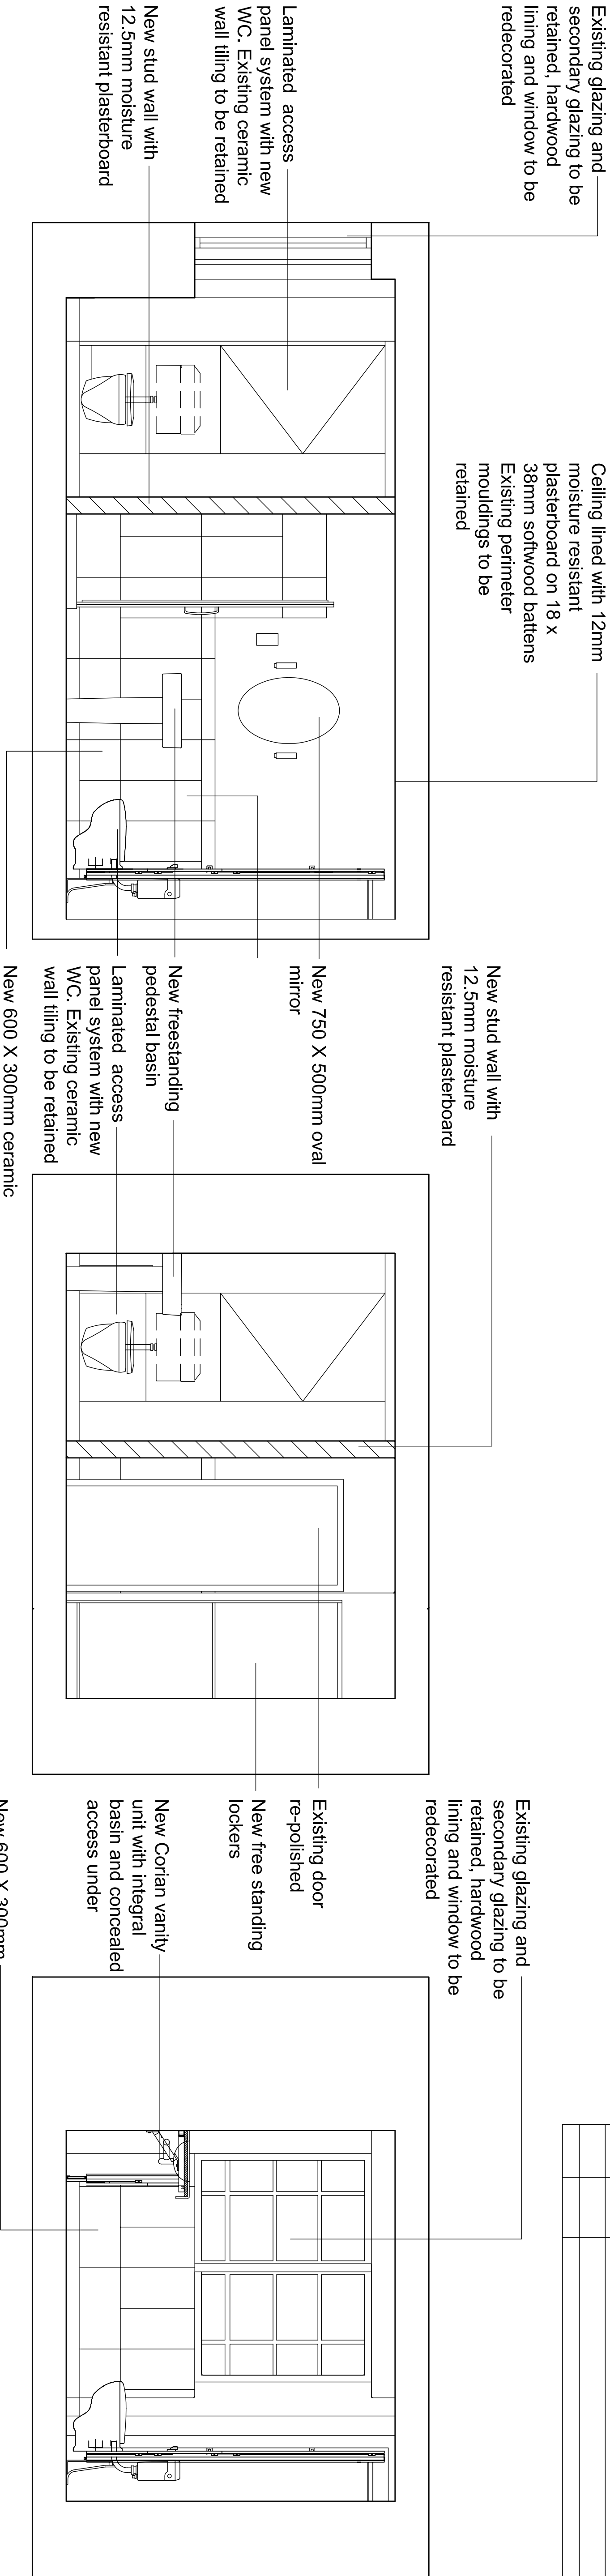 Existing glazing and
secondary glazing to be
retained, hardwood
lining and window to be
redecorated
Laminated access
panel system with new
WC. Existing ceramic
wall tiling to be retained
New stud wall with
12.5mm moisture
resistant plasterboard
Ceiling lined with 12mm
moisture resistant
plasterboard on 18 x
38mm softwood battens
Existing perimeter
mouldings to be
retained
New stud wall with
12.5mm moisture
resistant plasterboard
New 750 X 500mm oval
mirror
New freestanding
pedestal basin
Laminated access
panel system with new
WC. Existing ceramic
wall tiling to be retained
New 600 X 300mm ceramic
Existing glazing and
secondary glazing to be
retained, hardwood
lining and window to be
redecorated
Existing door
re-polished
New free standing
lockers
New Corian vanity
unit with integral
basin and concealed
access under
New 600 X 300mm